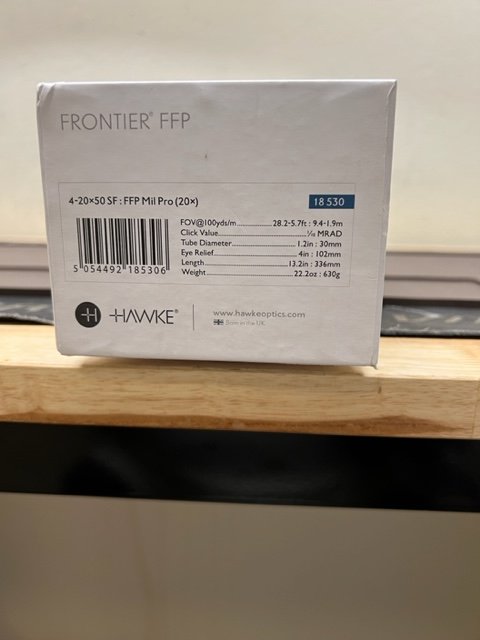 FRONTIER® FFP
4-20×50 SF : FFP Mil Pro (20×)
18 530
FOV@100yds/m..........28.2-5.7ft : 9.4-1.9m
Click Value..........1/10 MRAD
Tube Diameter..........1.2in : 30mm
Eye Relief..........4in : 102mm
Length..........13.2in : 336mm
Weight..........22.2oz : 630g
5 054492 185306
H HAWKE®
www.hawkeoptics.com
Born in the UK